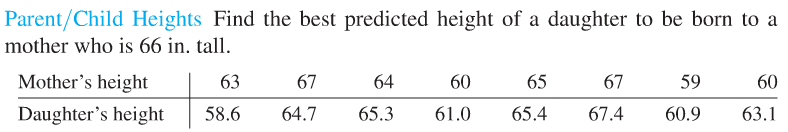 Parent/Child Heights Find the best predicted height of a daughter to be born to a
mother who is 66 in. tall.
Mother's height 63 67 64 60 65 67 59 60
Daughter's height 58.6 64.7 65.3 61.0 65.4 67.4 60.9 63.1